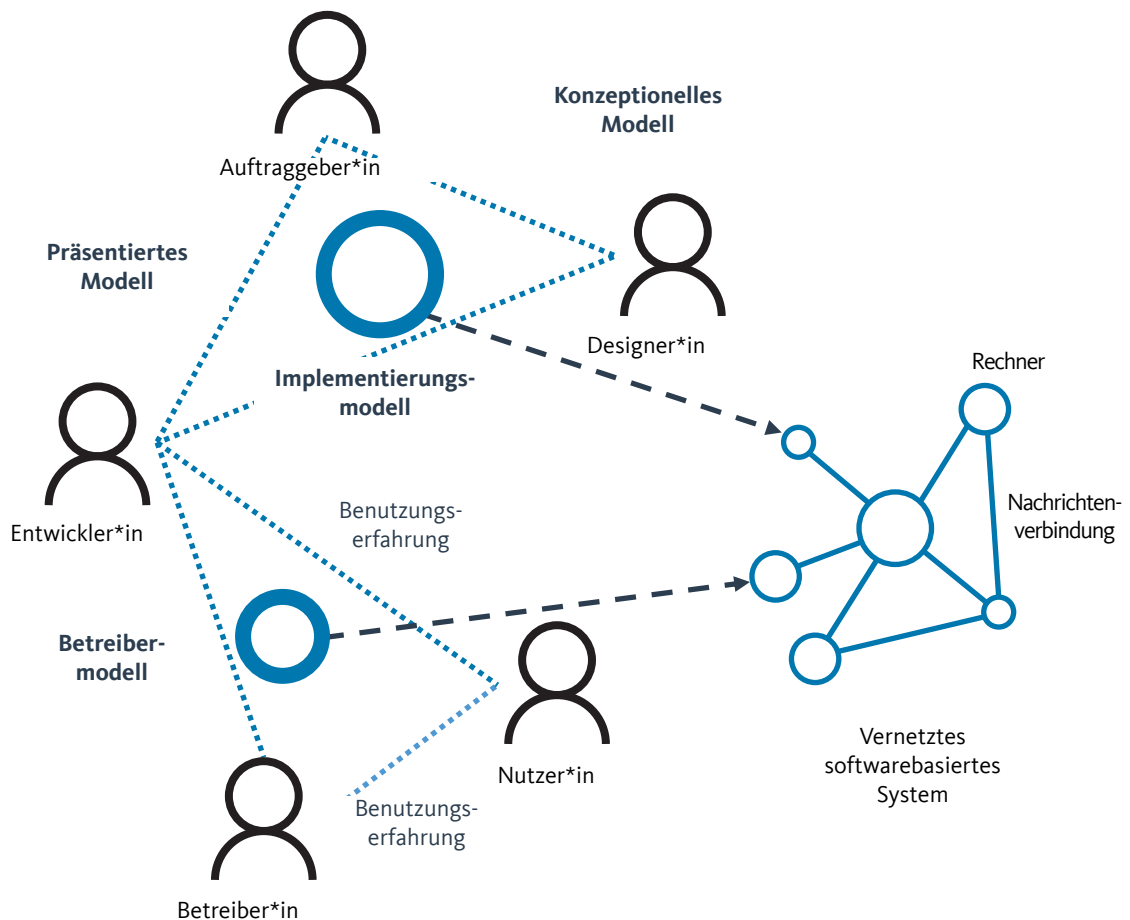 Konzeptionelles
Modell
Auftraggeber*in
Präsentiertes
Modell
Designer*in
Implementierungs-
modell
Rechner
Entwickler*in
Benutzungs-
erfahrung
Nachrichten-
verbindung
Betreiber-
modell
Nutzer*in
Vernetztes
softwarebasiertes
System
Benutzungs-
erfahrung
Betreiber*in